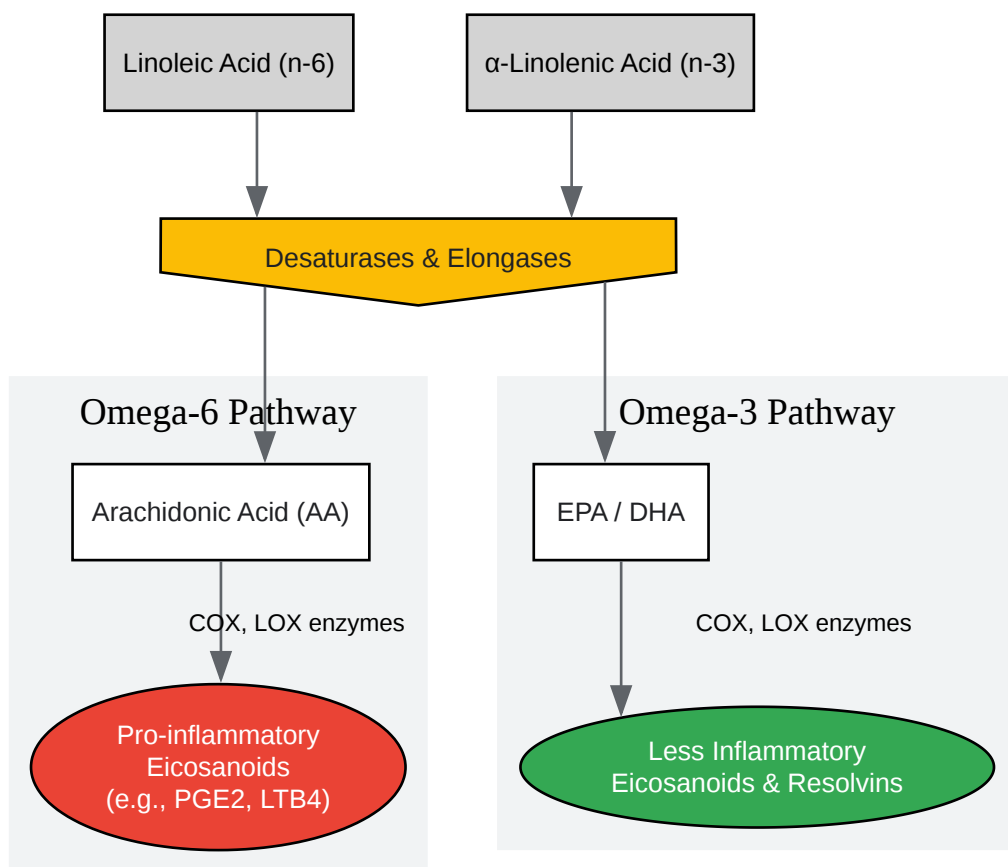 Linoleic Acid (n-6)
α-Linolenic Acid (n-3)
Desaturases & Elongases
Omega-6 Pathway
Omega-3 Pathway
Arachidonic Acid (AA)
EPA / DHA
COX, LOX enzymes
COX, LOX enzymes
Pro-inflammatory
Eicosanoids
(e.g., PGE2, LTB4)
Less Inflammatory
Eicosanoids & Resolvins